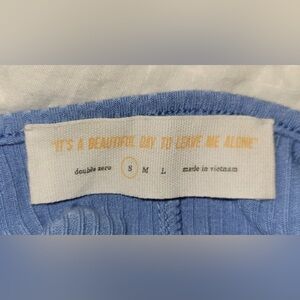 "IT'S A BEAUTIFUL DAY TO LEAVE ME ALONE"
double zero S M L made in vietnam